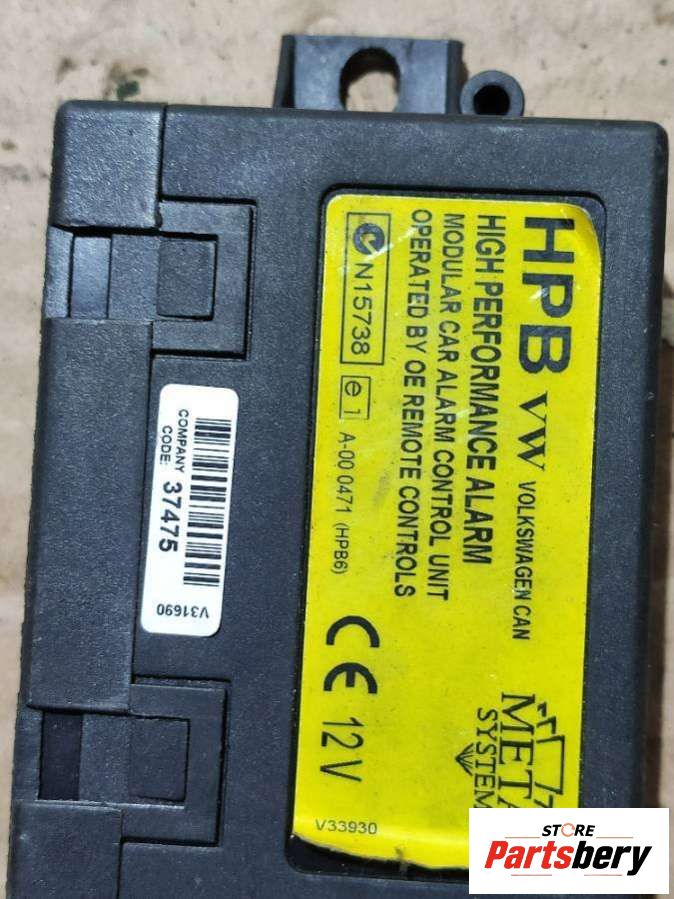 HPB VW VOLKSWAGEN CAN
HIGH PERFORMANCE ALARM
MODULAR CAR ALARM CONTROL UNIT
OPERATED BY OE REMOTE CONTROLS
N15738 e1 A-00 0471 (HPB6)
CE 12V
V33930
META
SYSTEM
COMPANY
CODE: 37475
V31690
STORE
Partsbery